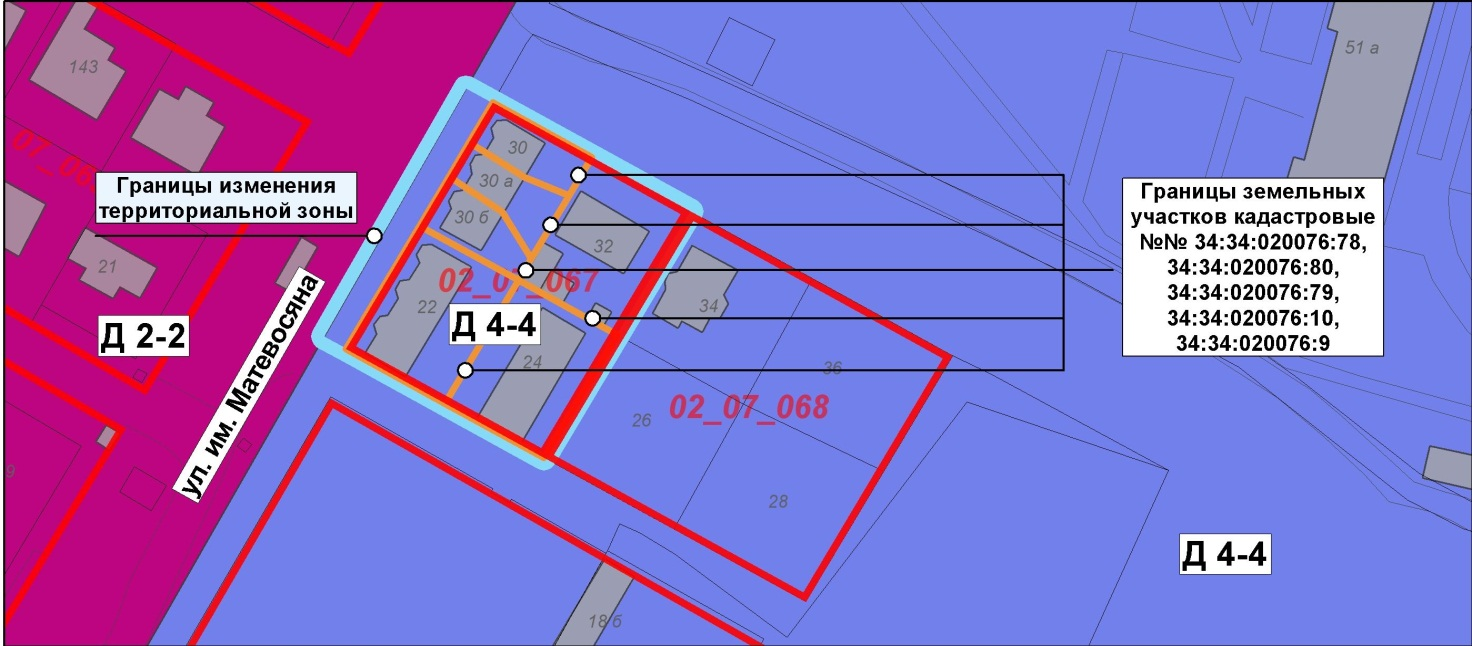 51 а
143
07_06
Границы изменения
территориальной зоны
30
30 а
30 б
32
21
22
02_07_067
34
Д 4-4
Д 2-2
Границы земельных
участков кадастровые
№№ 34:34:020076:78,
34:34:020076:80,
34:34:020076:79,
34:34:020076:10,
34:34:020076:9
24
36
26
02_07_068
ул. им. Матевосяна
9
28
Д 4-4
18 б